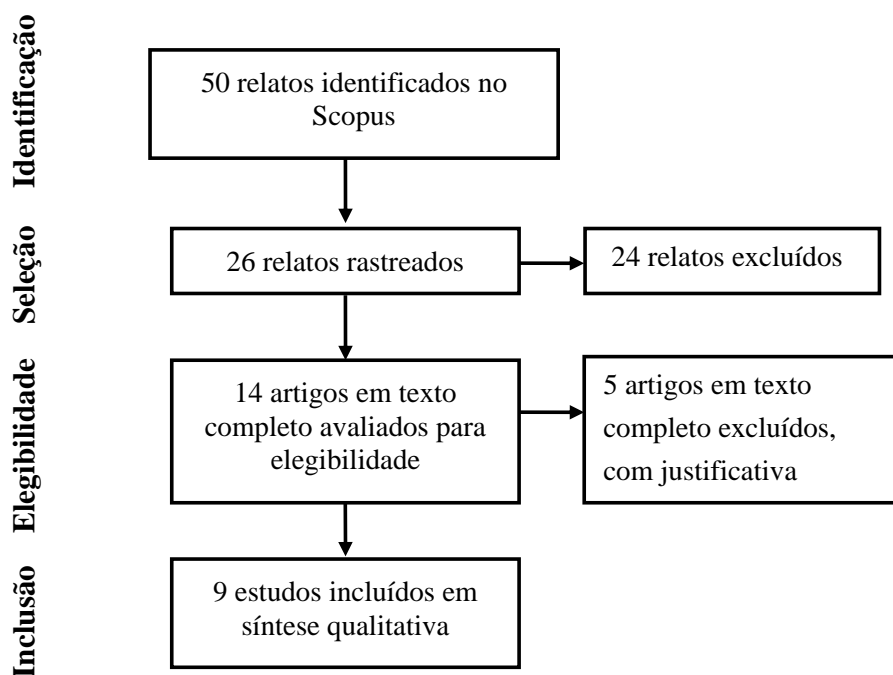 Identificação
50 relatos identificados no
Scopus
Seleção
26 relatos rastreados
24 relatos excluídos
Elegibilidade
14 artigos em texto
completo avaliados para
elegibilidade
5 artigos em texto
completo excluídos,
com justificativa
Inclusão
9 estudos incluídos em
síntese qualitativa